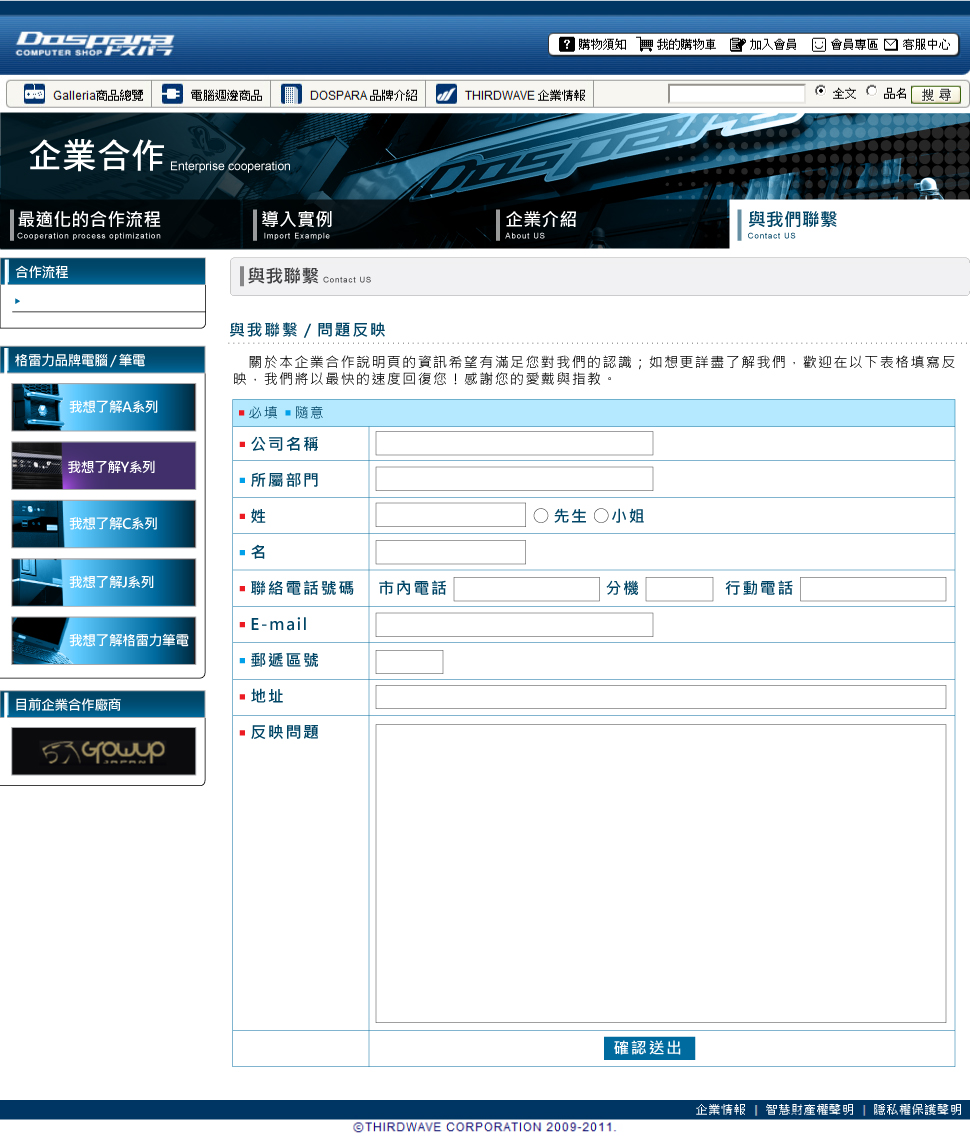 Dospara
COMPUTER SHOP ドスパラ
購物須知 我的購物車 加入會員 會員專區 客服中心
Galleria商品總覽 電腦週邊商品 DOSPARA 品牌介紹 THIRDWAVE 企業情報 全文 品名 搜 尋
企業合作 Enterprise cooperation
Dospara
最適化的合作流程 導入實例 企業介紹 與我們聯繫
Cooperation process optimization Import Example About US Contact US
合作流程
格雷力品牌電腦 / 筆電
我想了解A系列
我想了解Y系列
我想了解C系列
我想了解J系列
我想了解格雷力筆電
目前企業合作廠商
GROWUP
JAPAN
與我聯繫 Contact US
與我聯繫 / 問題反映
關於本企業合作說明頁的資訊希望有滿足您對我們的認識；如想更詳盡了解我們，歡迎在以下表格填寫反
映，我們將以最快的速度回復您！感謝您的愛戴與指教。
必填 隨意
公司名稱
所屬部門
姓 先生 小姐
名
聯絡電話號碼 市內電話 分機 行動電話
E-mail
郵遞區號
地址
反映問題
確認送出
企業情報 | 智慧財產權聲明 | 隱私權保護聲明
©THIRDWAVE CORPORATION 2009-2011.